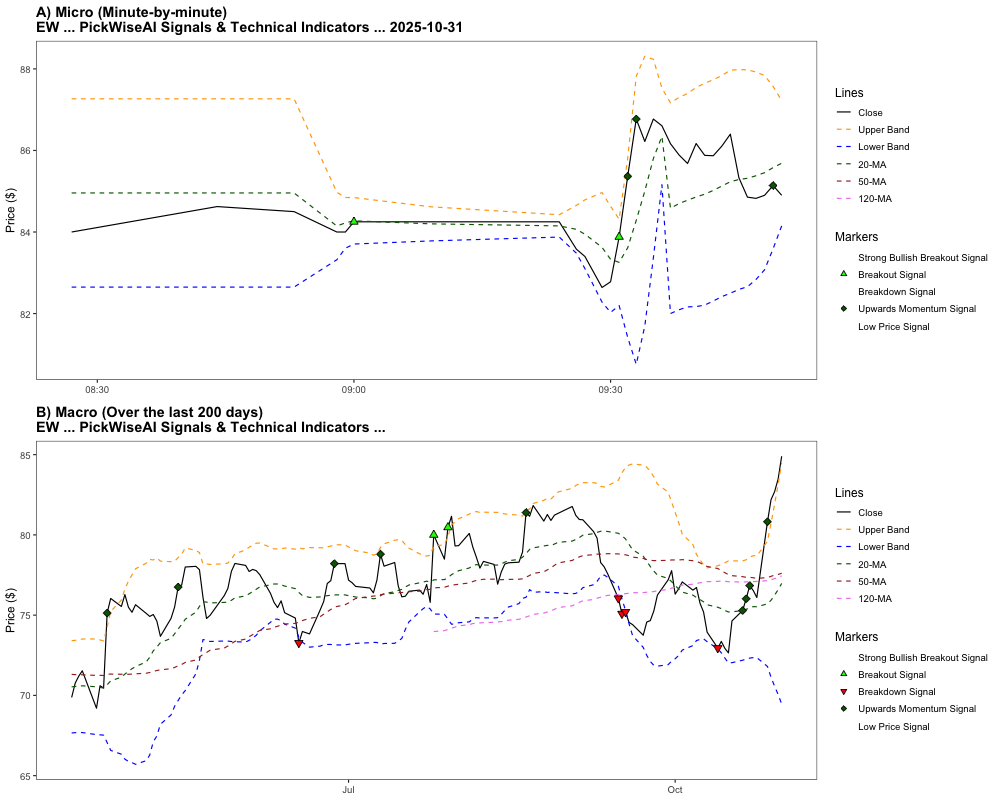 A) Micro (Minute-by-minute)
EW ... PickWiseAI Signals & Technical Indicators ... 2025-10-31
Price ($)
88
86
84
82
08:30
09:00
09:30
Lines
Close
Upper Band
Lower Band
20-MA
50-MA
120-MA
Markers
Strong Bullish Breakout Signal
Breakout Signal
Breakdown Signal
Upwards Momentum Signal
Low Price Signal
B) Macro (Over the last 200 days)
EW ... PickWiseAI Signals & Technical Indicators ...
Price ($)
85
80
75
70
65
Jul
Oct
Lines
Close
Upper Band
Lower Band
20-MA
50-MA
120-MA
Markers
Strong Bullish Breakout Signal
Breakout Signal
Breakdown Signal
Upwards Momentum Signal
Low Price Signal